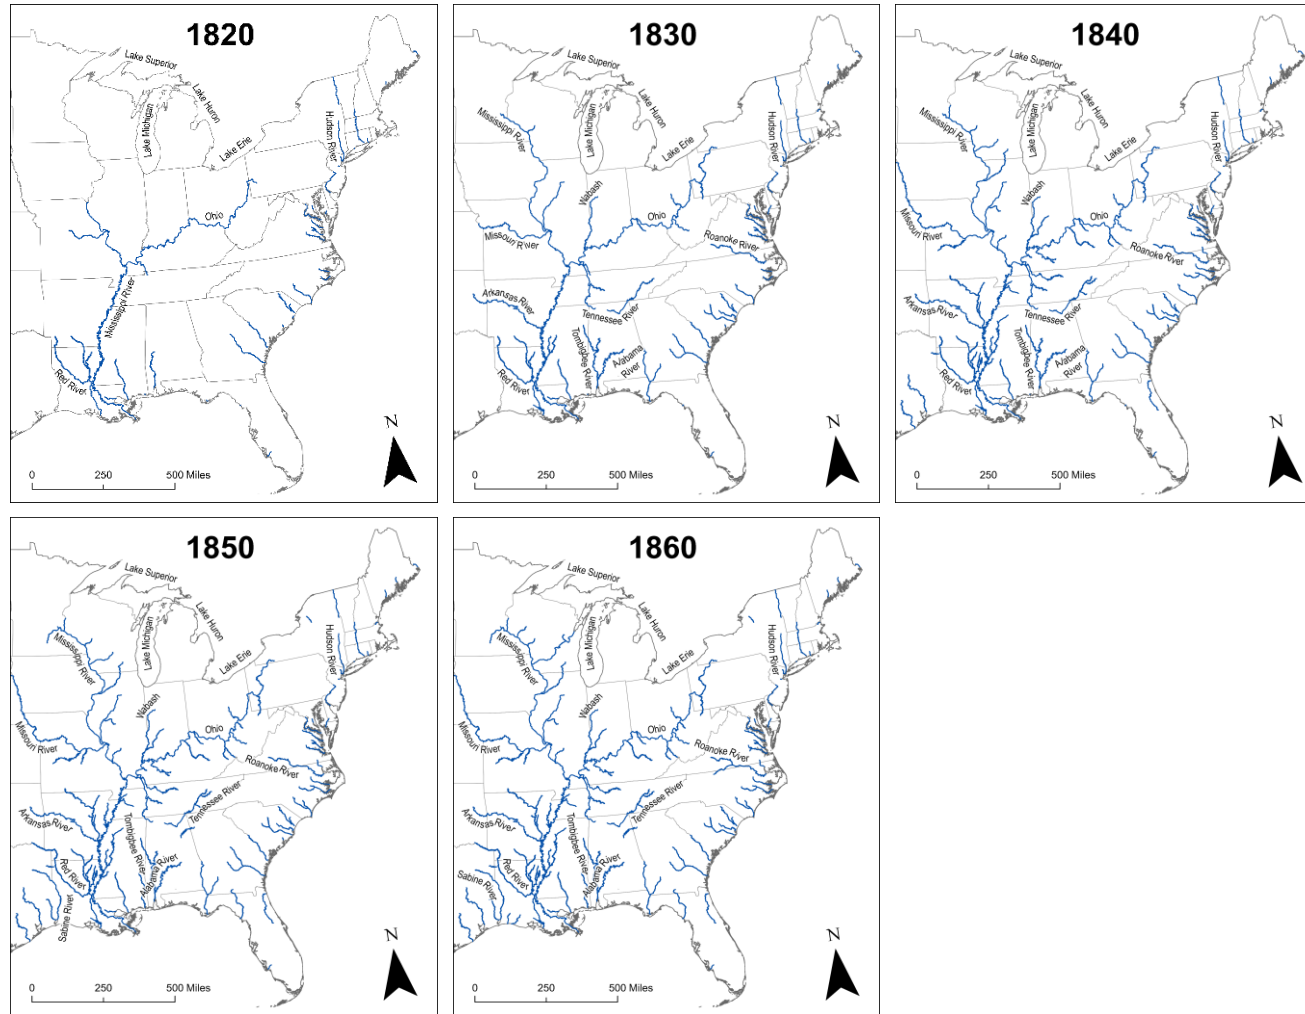 1820
Lake Superior
Lake Huron
Lake Michigan
Lake Erie
Hudson River
Ohio
Mississippi River
Red River
N
0 250 500 Miles
1830
Lake Superior
Lake Huron
Lake Michigan
Lake Erie
Hudson River
Mississippi River
Wabash
Ohio
Missouri River
Roanoke River
Arkansas River
Tennessee River
Tombigbee River
Alabama River
Red River
N
0 250 500 Miles
1840
Lake Superior
Lake Huron
Lake Michigan
Lake Erie
Hudson River
Mississippi River
Wabash
Ohio
Missouri River
Roanoke River
Arkansas River
Tennessee River
Tombigbee River
Alabama
River
Red River
N
0 250 500 Miles
1850
Lake Superior
Lake Huron
Lake Michigan
Lake Erie
Hudson River
Mississippi River
Wabash
Ohio
Missouri River
Roanoke River
Arkansas River
Tennessee River
Tombigbee River
Alabama River
Red River
Sabine River
N
0 250 500 Miles
1860
Lake Superior
Lake Huron
Lake Michigan
Lake Erie
Hudson River
Mississippi River
Wabash
Ohio
Missouri River
Roanoke River
Arkansas River
Tennessee River
Tombigbee River
Alabama River
Red River
Sabine River
N
0 250 500 Miles